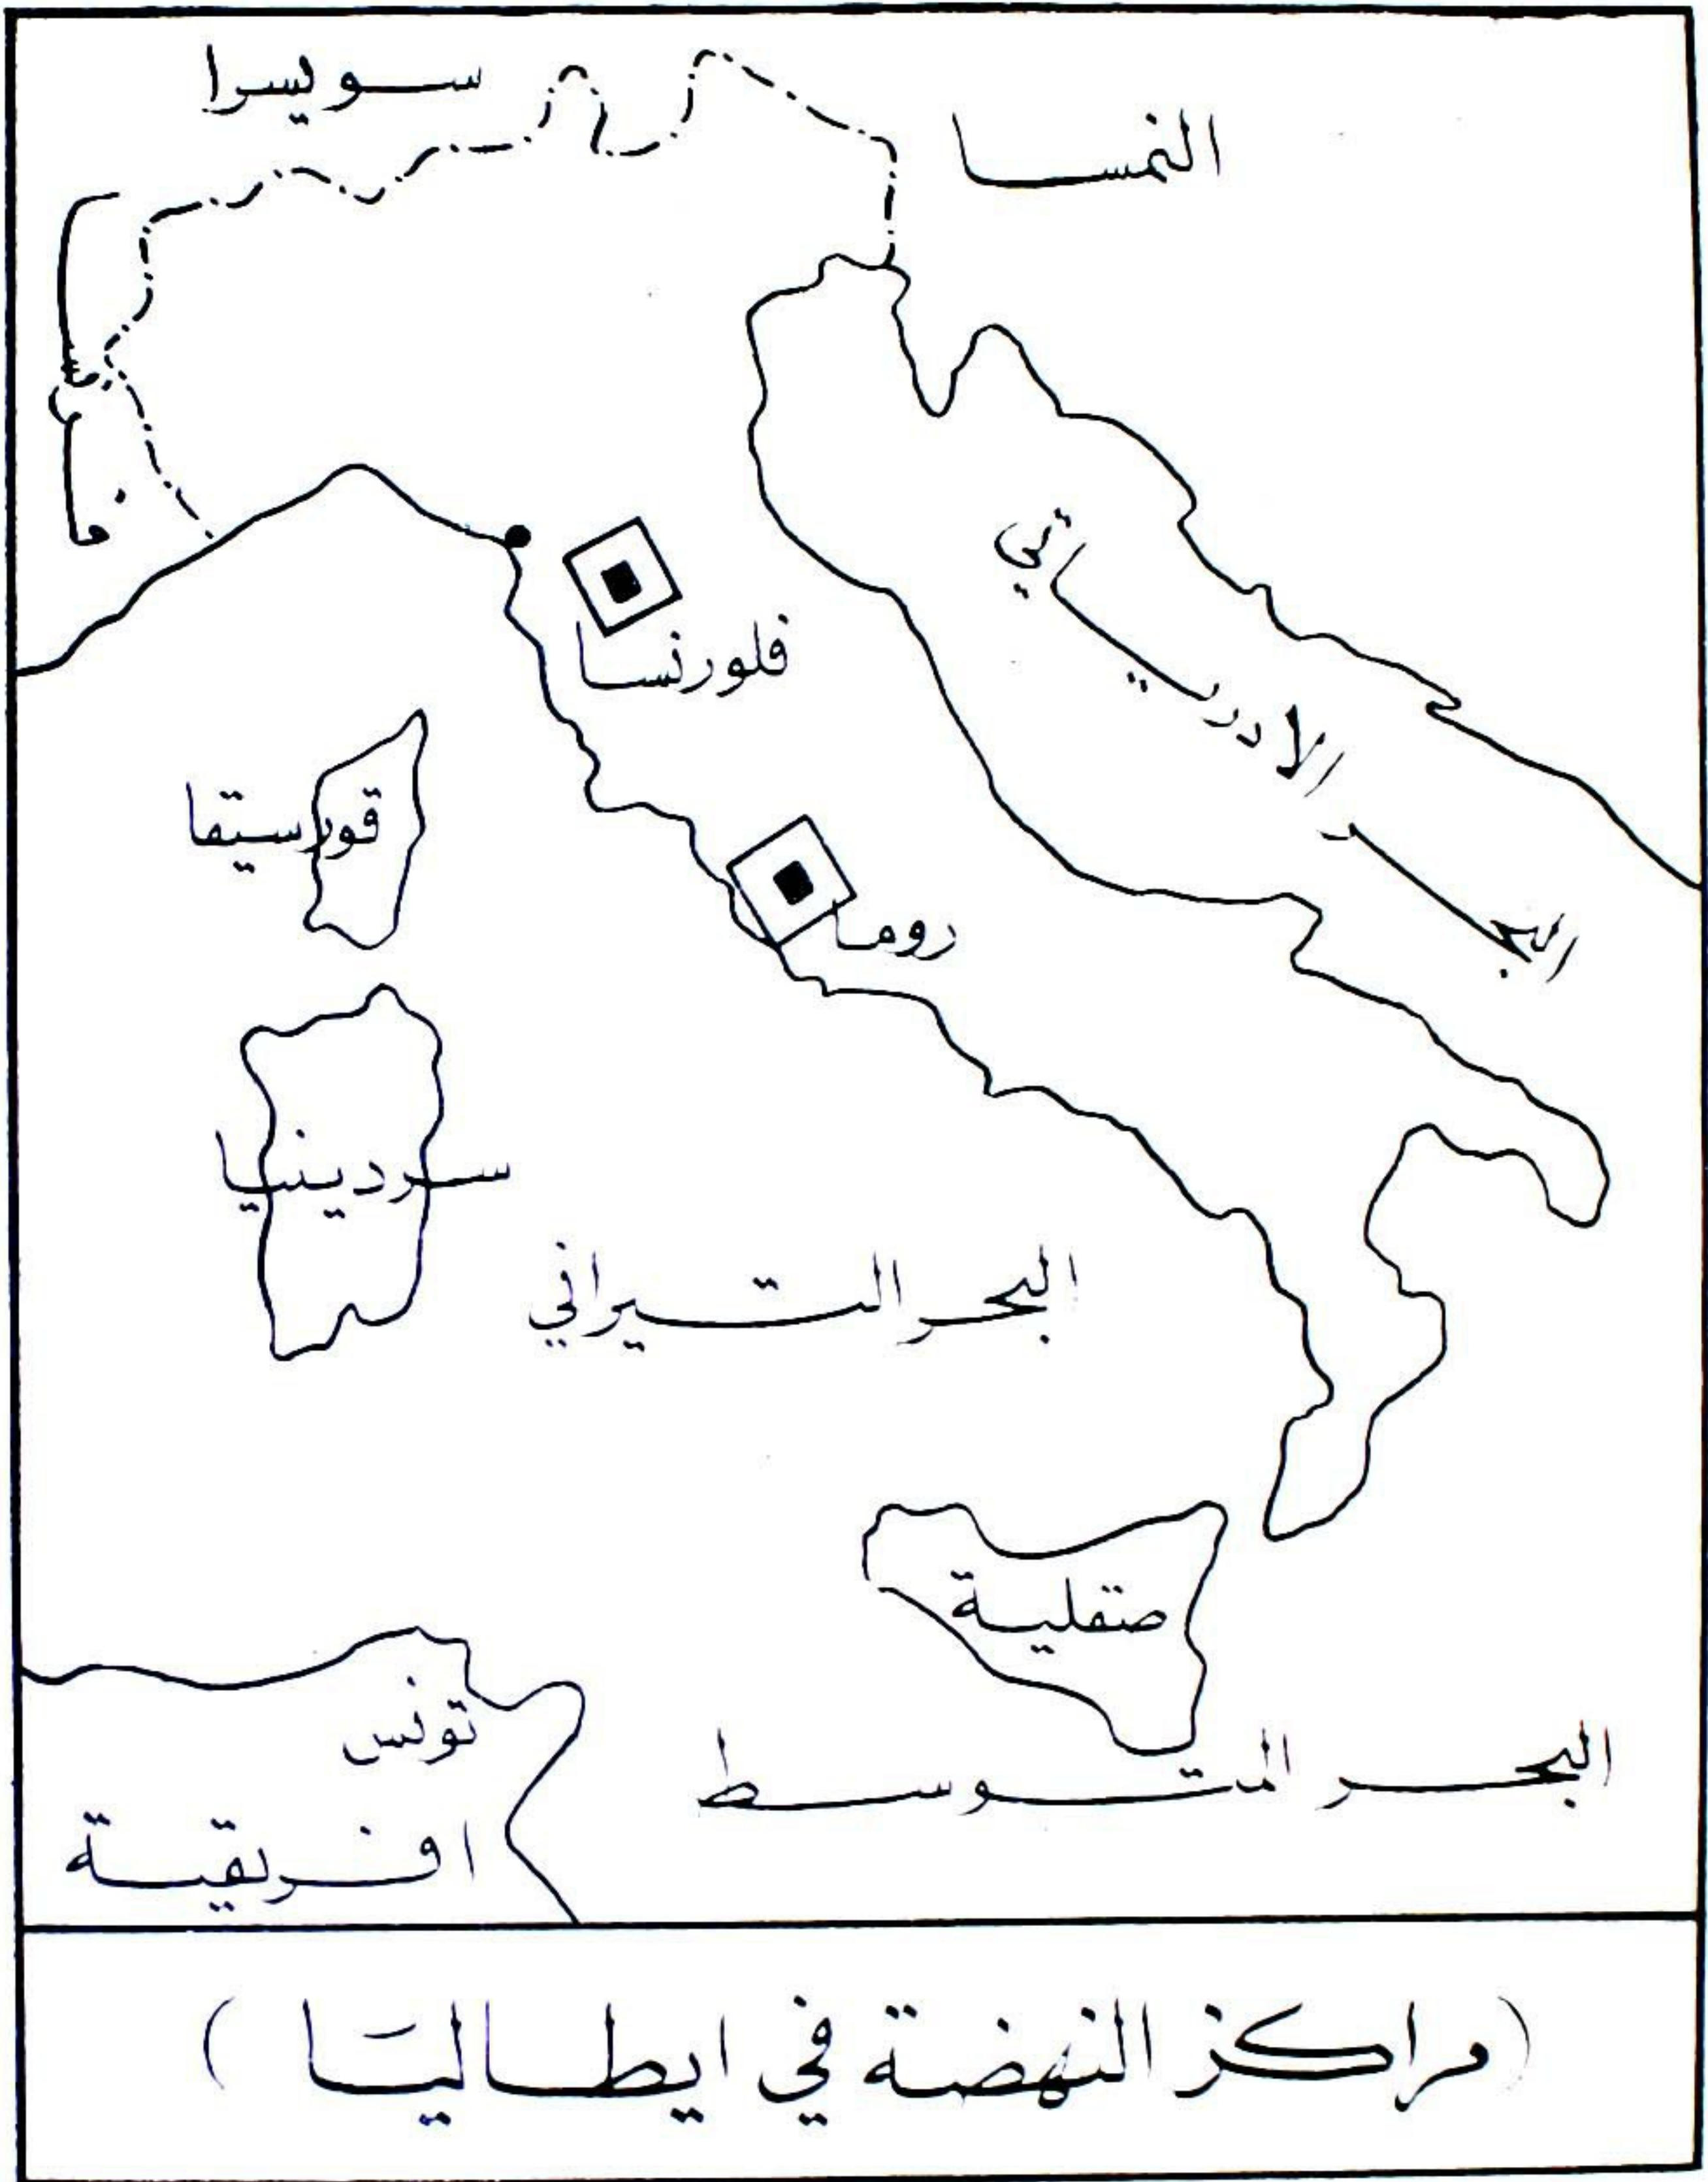 سويسرا
النمسا
فرنسا
فلورنسا
البحر الادرياتي
قورسيقا
روما
سردينيا
البحر التيراني
صقلية
تونس
البحر المتوسط
افريقية
(مراكز النهضة في ايطاليا)